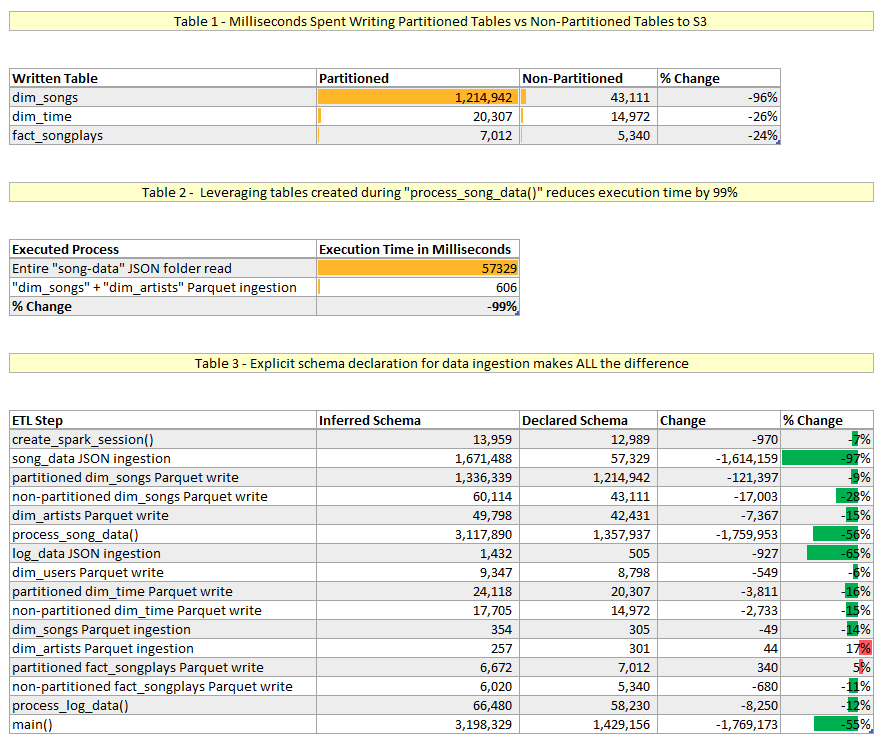 Table 1 - Milliseconds Spent Writing Partitioned Tables vs Non-Partitioned Tables to S3
Written Table Partitioned Non-Partitioned % Change
dim_songs 1,214,942 43,111 -96%
dim_time 20,307 14,972 -26%
fact_songplays 7,012 5,340 -24%
Table 2 - Leveraging tables created during "process_song_data()" reduces execution time by 99%
Executed Process Execution Time in Milliseconds
Entire "song-data" JSON folder read 57329
"dim_songs" + "dim_artists" Parquet ingestion 606
% Change -99%
Table 3 - Explicit schema declaration for data ingestion makes ALL the difference
ETL Step Inferred Schema Declared Schema Change % Change
create_spark_session() 13,959 12,989 -970 -7%
song_data JSON ingestion 1,671,488 57,329 -1,614,159 -97%
partitioned dim_songs Parquet write 1,336,339 1,214,942 -121,397 -9%
non-partitioned dim_songs Parquet write 60,114 43,111 -17,003 -28%
dim_artists Parquet write 49,798 42,431 -7,367 -15%
process_song_data() 3,117,890 1,357,937 -1,759,953 -56%
log_data JSON ingestion 1,432 505 -927 -65%
dim_users Parquet write 9,347 8,798 -549 -6%
partitioned dim_time Parquet write 24,118 20,307 -3,811 -16%
non-partitioned dim_time Parquet write 17,705 14,972 -2,733 -15%
dim_songs Parquet ingestion 354 305 -49 -14%
dim_artists Parquet ingestion 257 301 44 17%
partitioned fact_songplays Parquet write 6,672 7,012 340 5%
non-partitioned fact_songplays Parquet write 6,020 5,340 -680 -11%
process_log_data() 66,480 58,230 -8,250 -12%
main() 3,198,329 1,429,156 -1,769,173 -55%